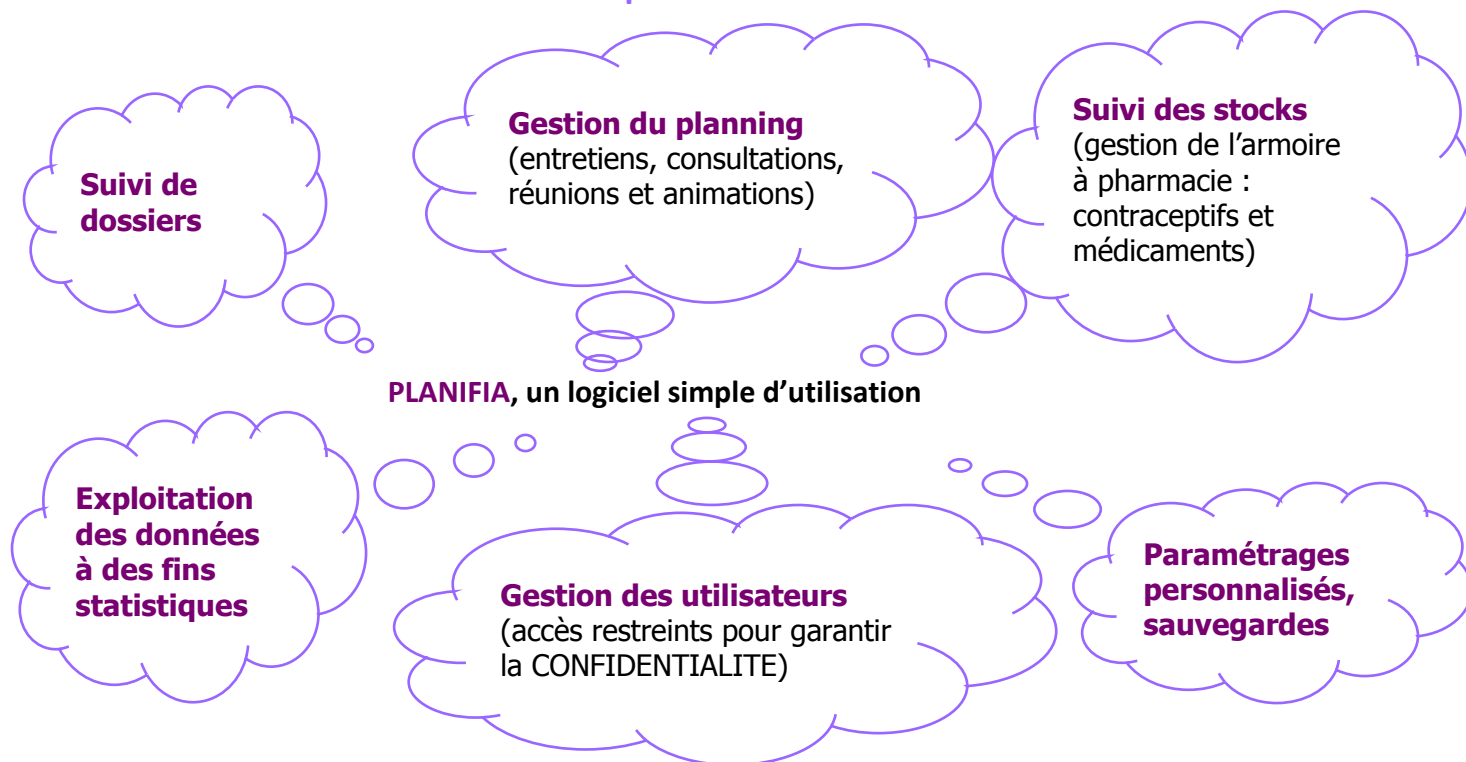 Suivi de
dossiers
Gestion du planning
(entretiens, consultations,
réunions et animations)
Suivi des stocks
(gestion de l’armoire
à pharmacie :
contraceptifs et
médicaments)
PLANIFIA, un logiciel simple d’utilisation
Exploitation
des données
à des fins
statistiques
Gestion des utilisateurs
(accès restreints pour garantir
la CONFIDENTIALITE)
Paramétrages
personnalisés,
sauvegardes